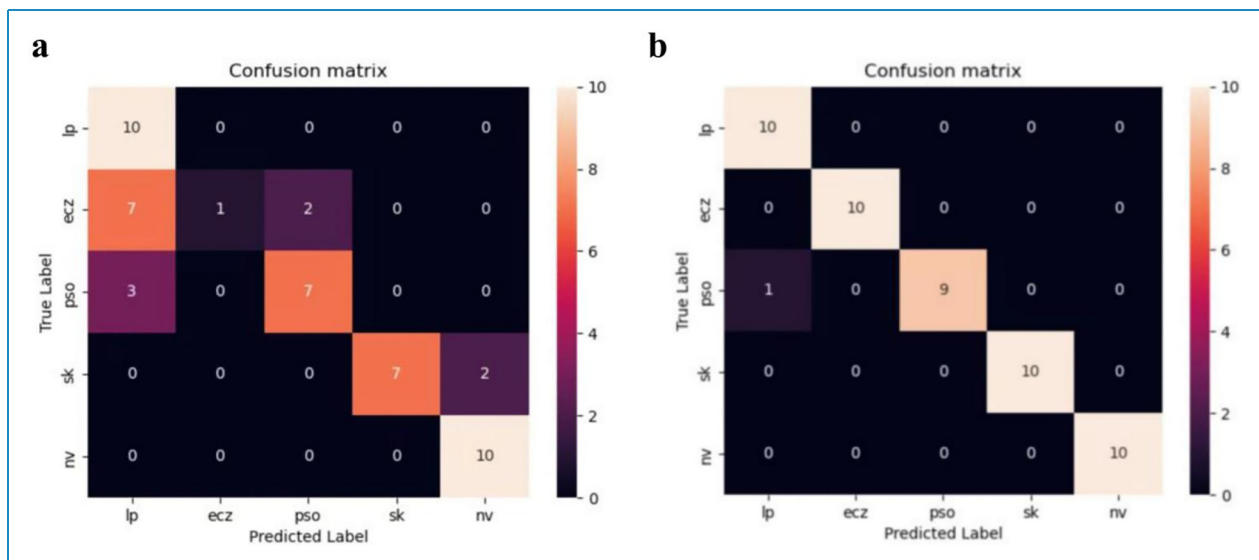 a
Confusion matrix
True Label
lp
10 0 0 0 0
ecz
7 1 2 0 0
pso
3 0 7 0 0
sk
0 0 0 7 2
nv
0 0 0 0 10
lp ecz pso sk nv
Predicted Label
10
8
6
4
2
0
b
Confusion matrix
True Label
lp
10 0 0 0 0
ecz
0 10 0 0 0
pso
1 0 9 0 0
sk
0 0 0 10 0
nv
0 0 0 0 10
lp ecz pso sk nv
Predicted Label
10
8
6
4
2
0